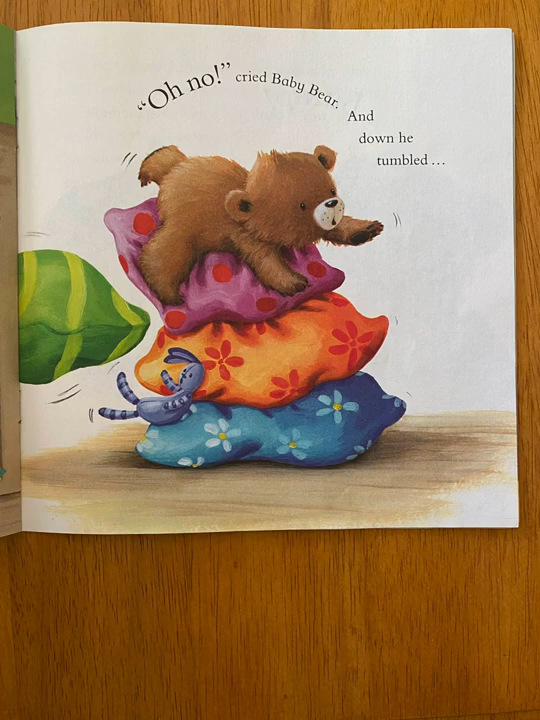 “Oh no!” cried Baby Bear.
And
down he
tumbled...